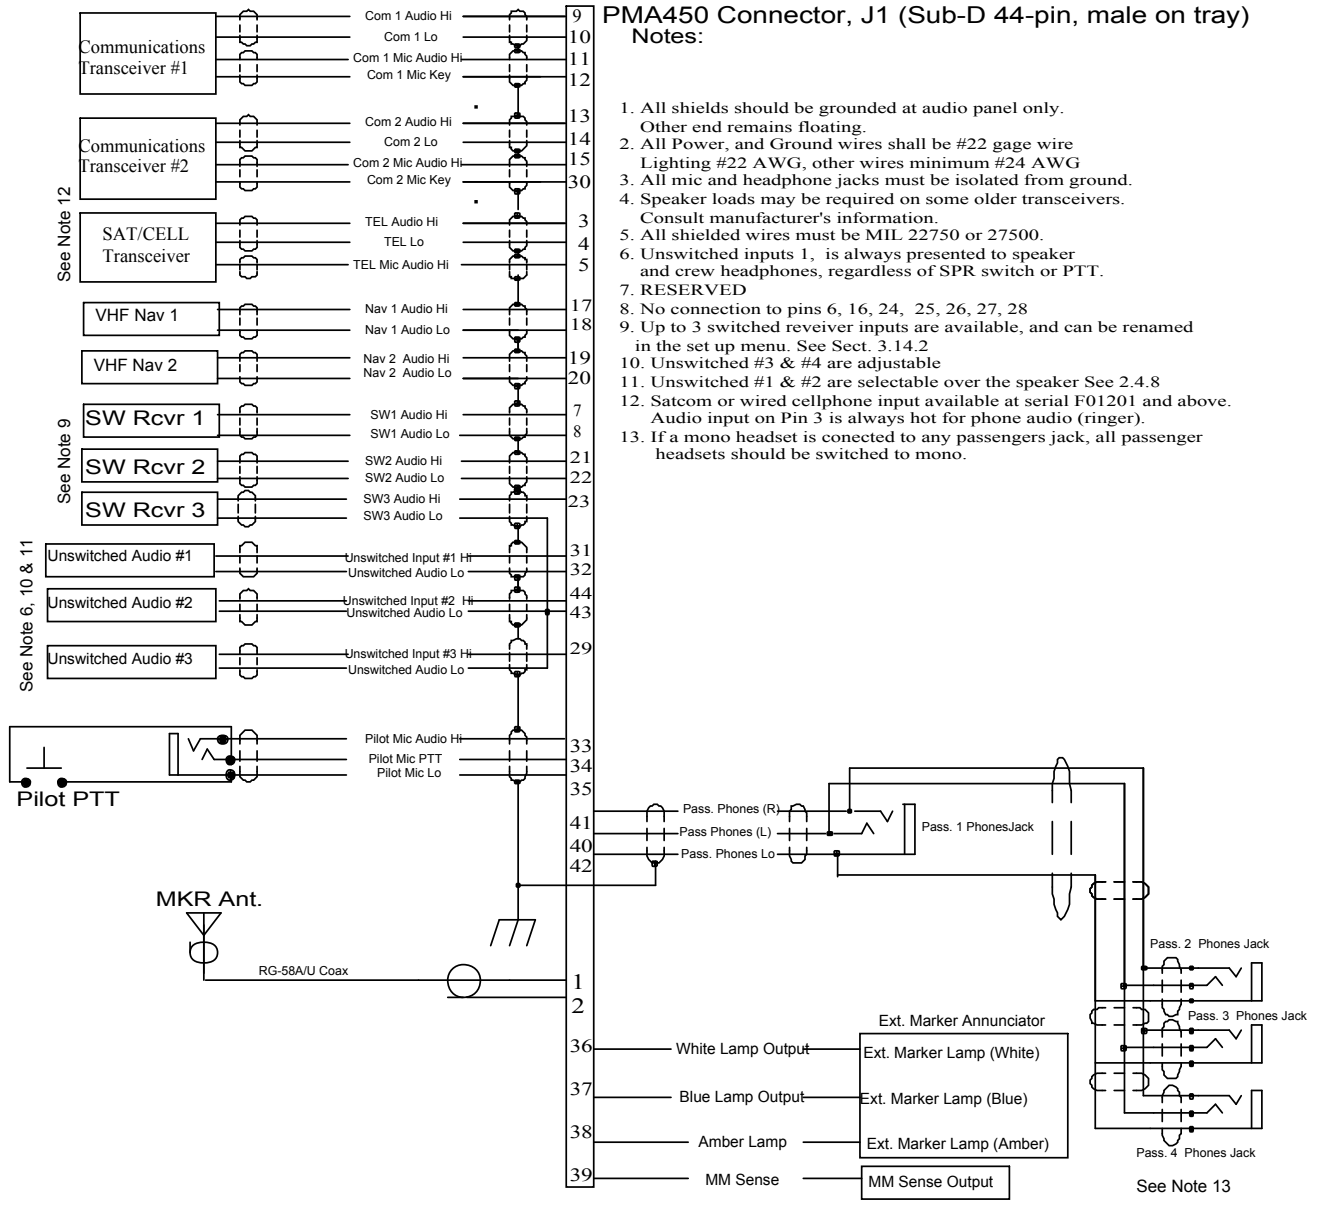 PMA450 Connector, J1 (Sub-D 44-pin, male on tray)
Notes:
1. All shields should be grounded at audio panel only.
Other end remains floating.
2. All Power, and Ground wires shall be #22 gage wire
Lighting #22 AWG, other wires minimum #24 AWG
3. All mic and headphone jacks must be isolated from ground.
4. Speaker loads may be required on some older transceivers.
Consult manufacturer's information.
5. All shielded wires must be MIL 22750 or 27500.
6. Unswitched inputs 1,  is always presented to speaker
and crew headphones, regardless of SPR switch or PTT.
7. RESERVED
8. No connection to pins 6, 16, 24,  25, 26, 27, 28
9. Up to 3 switched reveiver inputs are available, and can be renamed
in the set up menu. See Sect. 3.14.2
10. Unswitched #3 & #4 are adjustable
11. Unswitched #1 & #2 are selectable over the speaker See 2.4.8
12. Satcom or wired cellphone input available at serial F01201 and above.
Audio input on Pin 3 is always hot for phone audio (ringer).
13. If a mono headset is conected to any passengers jack, all passenger
headsets should be switched to mono.
Communications
Transceiver #1
Com 1 Audio Hi 9
Com 1 Lo 10
Com 1 Mic Audio Hi 11
Com 1 Mic Key 12
Communications
Transceiver #2
Com 2 Audio Hi 13
Com 2 Lo 14
Com 2 Mic Audio Hi 15
Com 2 Mic Key 30
See Note 12
SAT/CELL
Transceiver
TEL Audio Hi 3
TEL Lo 4
TEL Mic Audio Hi 5
VHF Nav 1
Nav 1 Audio Hi 17
Nav 1 Audio Lo 18
VHF Nav 2
Nav 2 Audio Hi 19
Nav 2 Audio Lo 20
See Note 9
SW Rcvr 1
SW1 Audio Hi 7
SW1 Audio Lo 8
SW Rcvr 2
SW2 Audio Hi 21
SW2 Audio Lo 22
SW Rcvr 3
SW3 Audio Hi 23
SW3 Audio Lo
See Note 6, 10 & 11
Unswitched Audio #1
Unswitched Input #1 Hi 31
Unswitched Audio Lo 32
Unswitched Audio #2
Unswitched Input #2 Hi 44
Unswitched Audio Lo 43
Unswitched Audio #3
Unswitched Input #3 Hi 29
Unswitched Audio Lo
Pilot PTT
Pilot Mic Audio Hi 33
Pilot Mic PTT 34
Pilot Mic Lo 35
41 Pass. Phones (R)
40 Pass Phones (L)
42 Pass. Phones Lo
Pass. 1 PhonesJack
MKR Ant.
RG-58A/U Coax
1
2
Pass. 2 Phones Jack
Pass. 3 Phones Jack
Pass. 4 Phones Jack
See Note 13
Ext. Marker Annunciator
36 White Lamp Output Ext. Marker Lamp (White)
37 Blue Lamp Output Ext. Marker Lamp (Blue)
38 Amber Lamp Ext. Marker Lamp (Amber)
39 MM Sense MM Sense Output